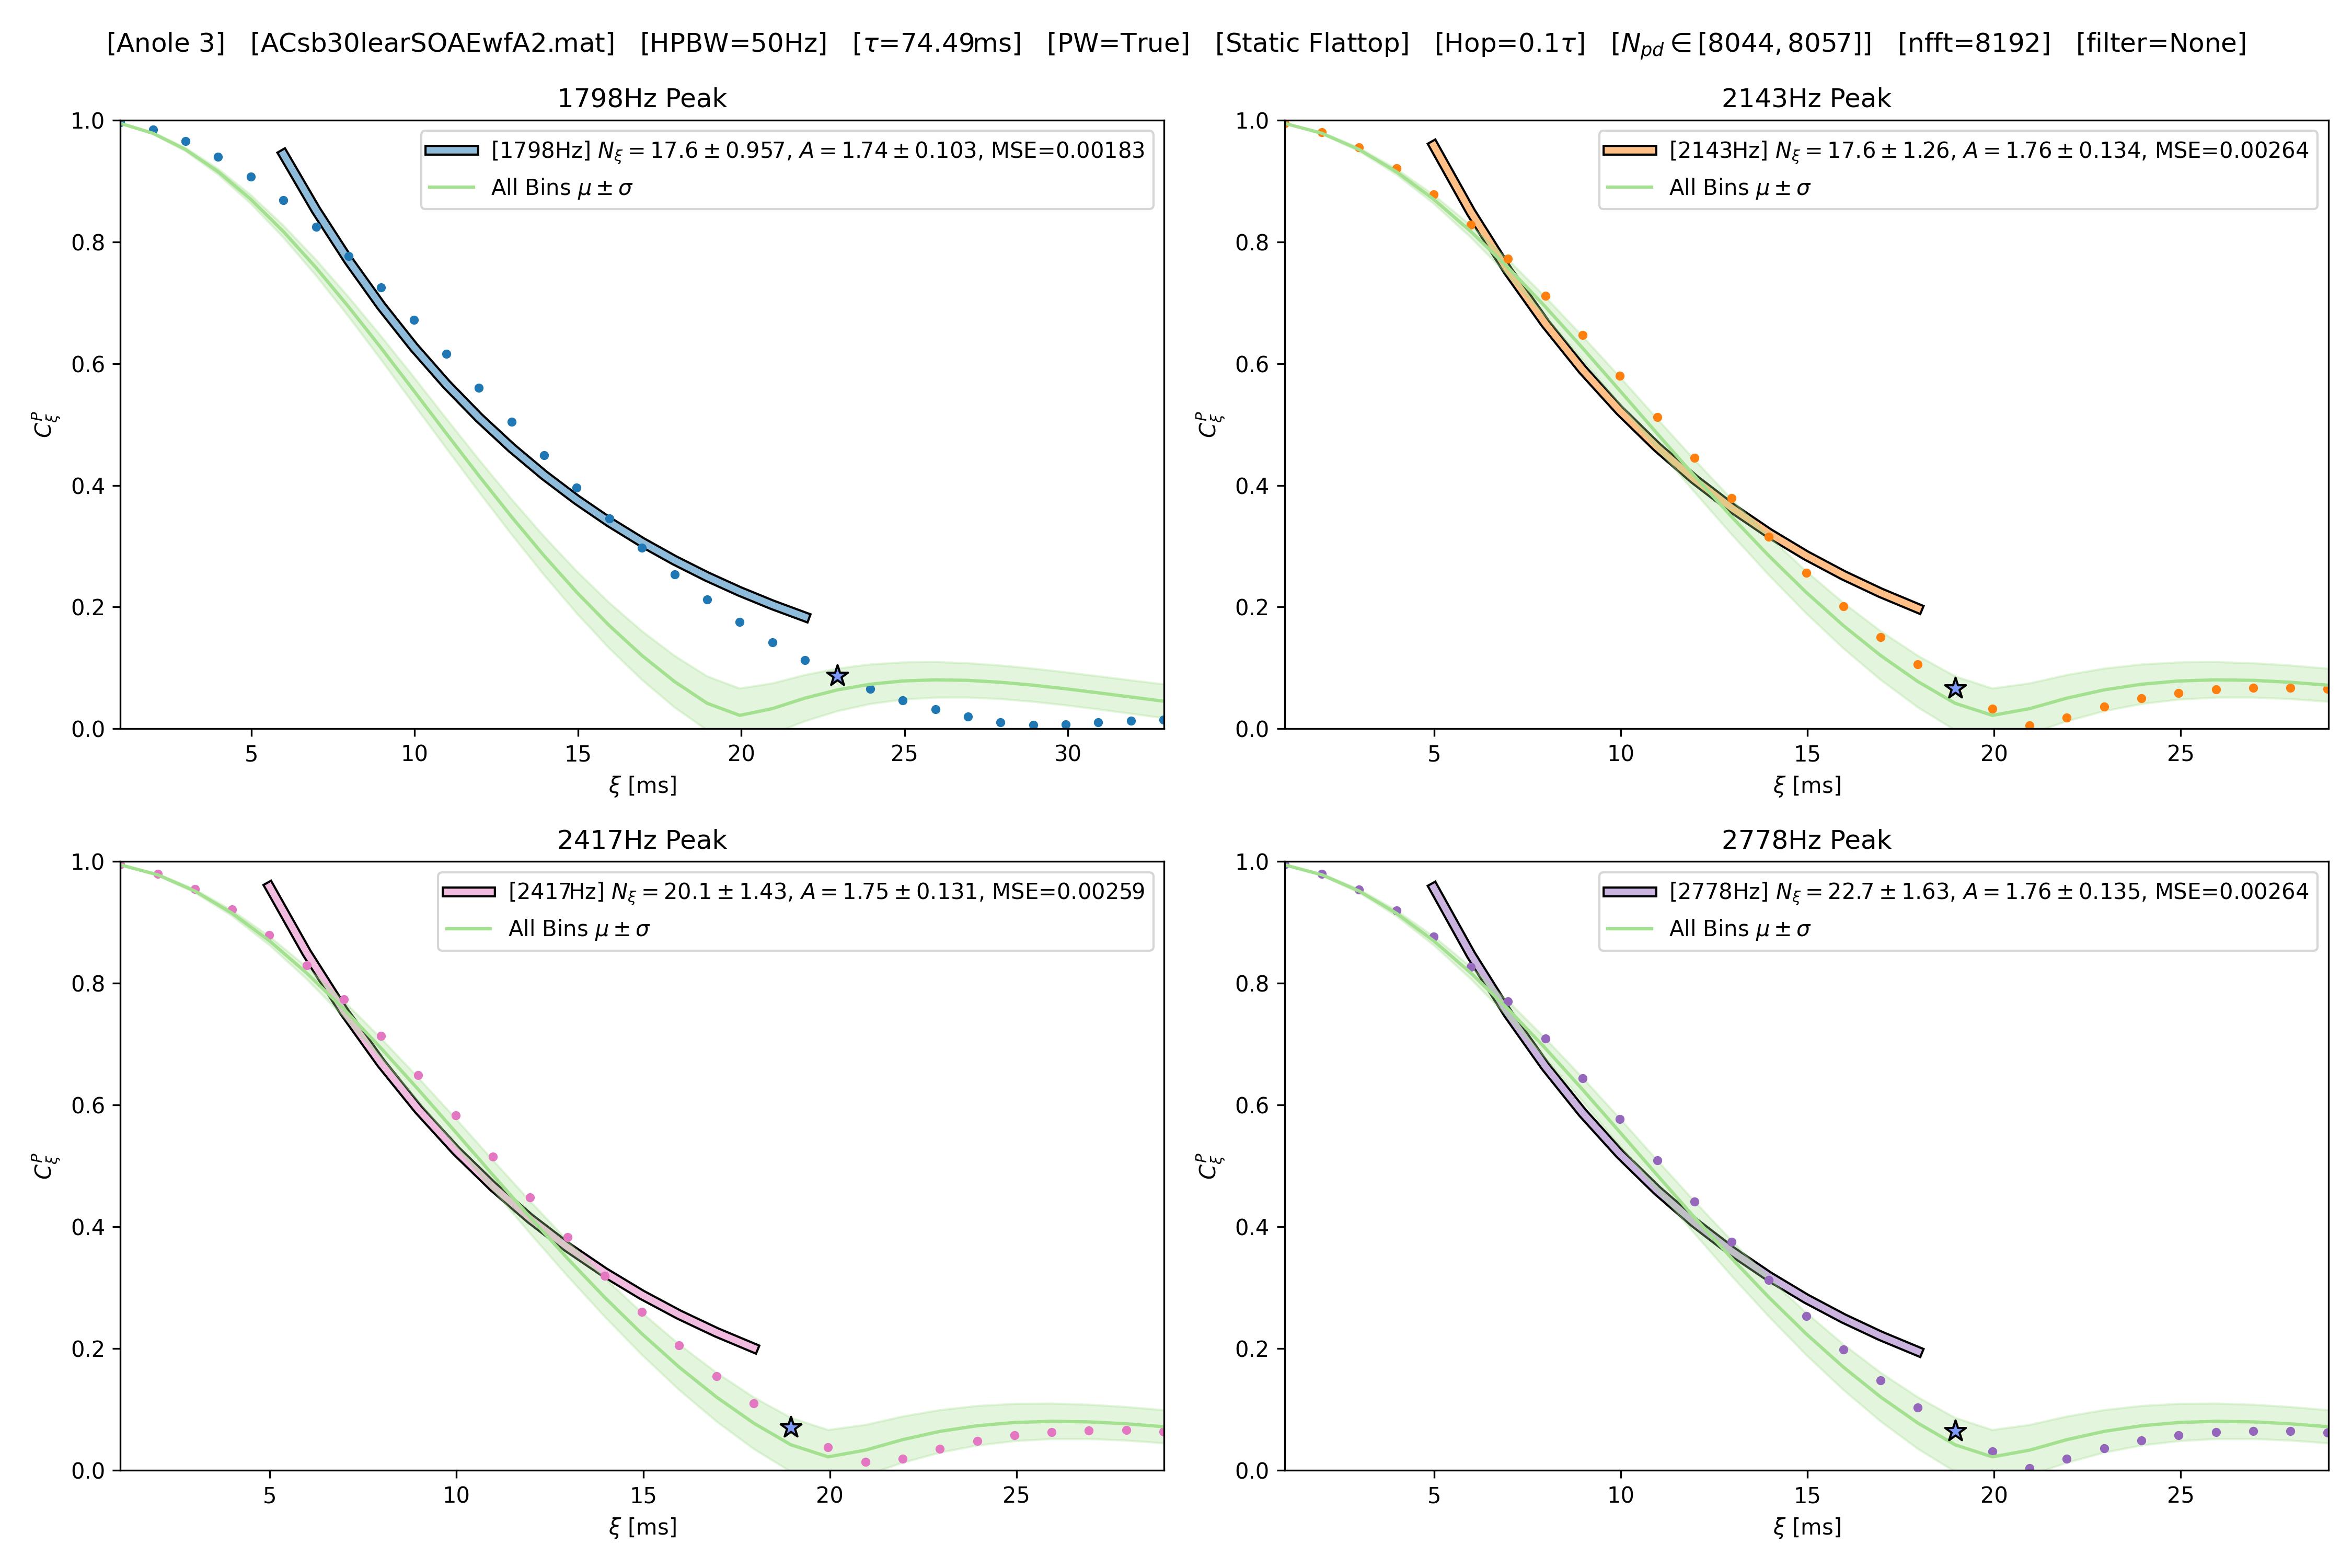 [Anole 3] [ACsb30learSOAEwfA2.mat] [HPBW=50Hz] [τ=74.49ms] [PW=True] [Static Flattop] [Hop=0.1τ] [N_pd ∈ [8044, 8057]] [nfft=8192] [filter=None]
1798Hz Peak
[1798Hz] N_ξ = 17.6 ± 0.957, A = 1.74 ± 0.103, MSE=0.00183
All Bins μ ± σ
1.0
0.8
0.6
0.4
0.2
0.0
C_ξ^P
5 10 15 20 25 30
ξ [ms]
2143Hz Peak
[2143Hz] N_ξ = 17.6 ± 1.26, A = 1.76 ± 0.134, MSE=0.00264
All Bins μ ± σ
1.0
0.8
0.6
0.4
0.2
0.0
C_ξ^P
5 10 15 20 25
ξ [ms]
2417Hz Peak
[2417Hz] N_ξ = 20.1 ± 1.43, A = 1.75 ± 0.131, MSE=0.00259
All Bins μ ± σ
1.0
0.8
0.6
0.4
0.2
0.0
C_ξ^P
5 10 15 20 25
ξ [ms]
2778Hz Peak
[2778Hz] N_ξ = 22.7 ± 1.63, A = 1.76 ± 0.135, MSE=0.00264
All Bins μ ± σ
1.0
0.8
0.6
0.4
0.2
0.0
C_ξ^P
5 10 15 20 25
ξ [ms]